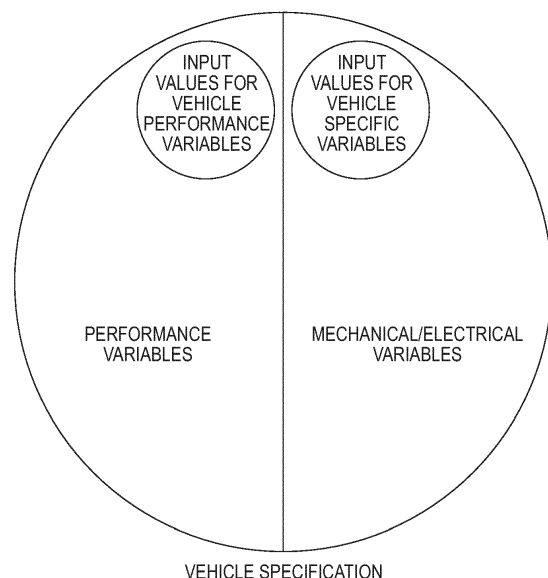 INPUT
VALUES FOR
VEHICLE
PERFORMANCE
VARIABLES
INPUT
VALUES FOR
VEHICLE
SPECIFIC
VARIABLES
PERFORMANCE
VARIABLES
MECHANICAL/ELECTRICAL
VARIABLES
VEHICLE SPECIFICATION